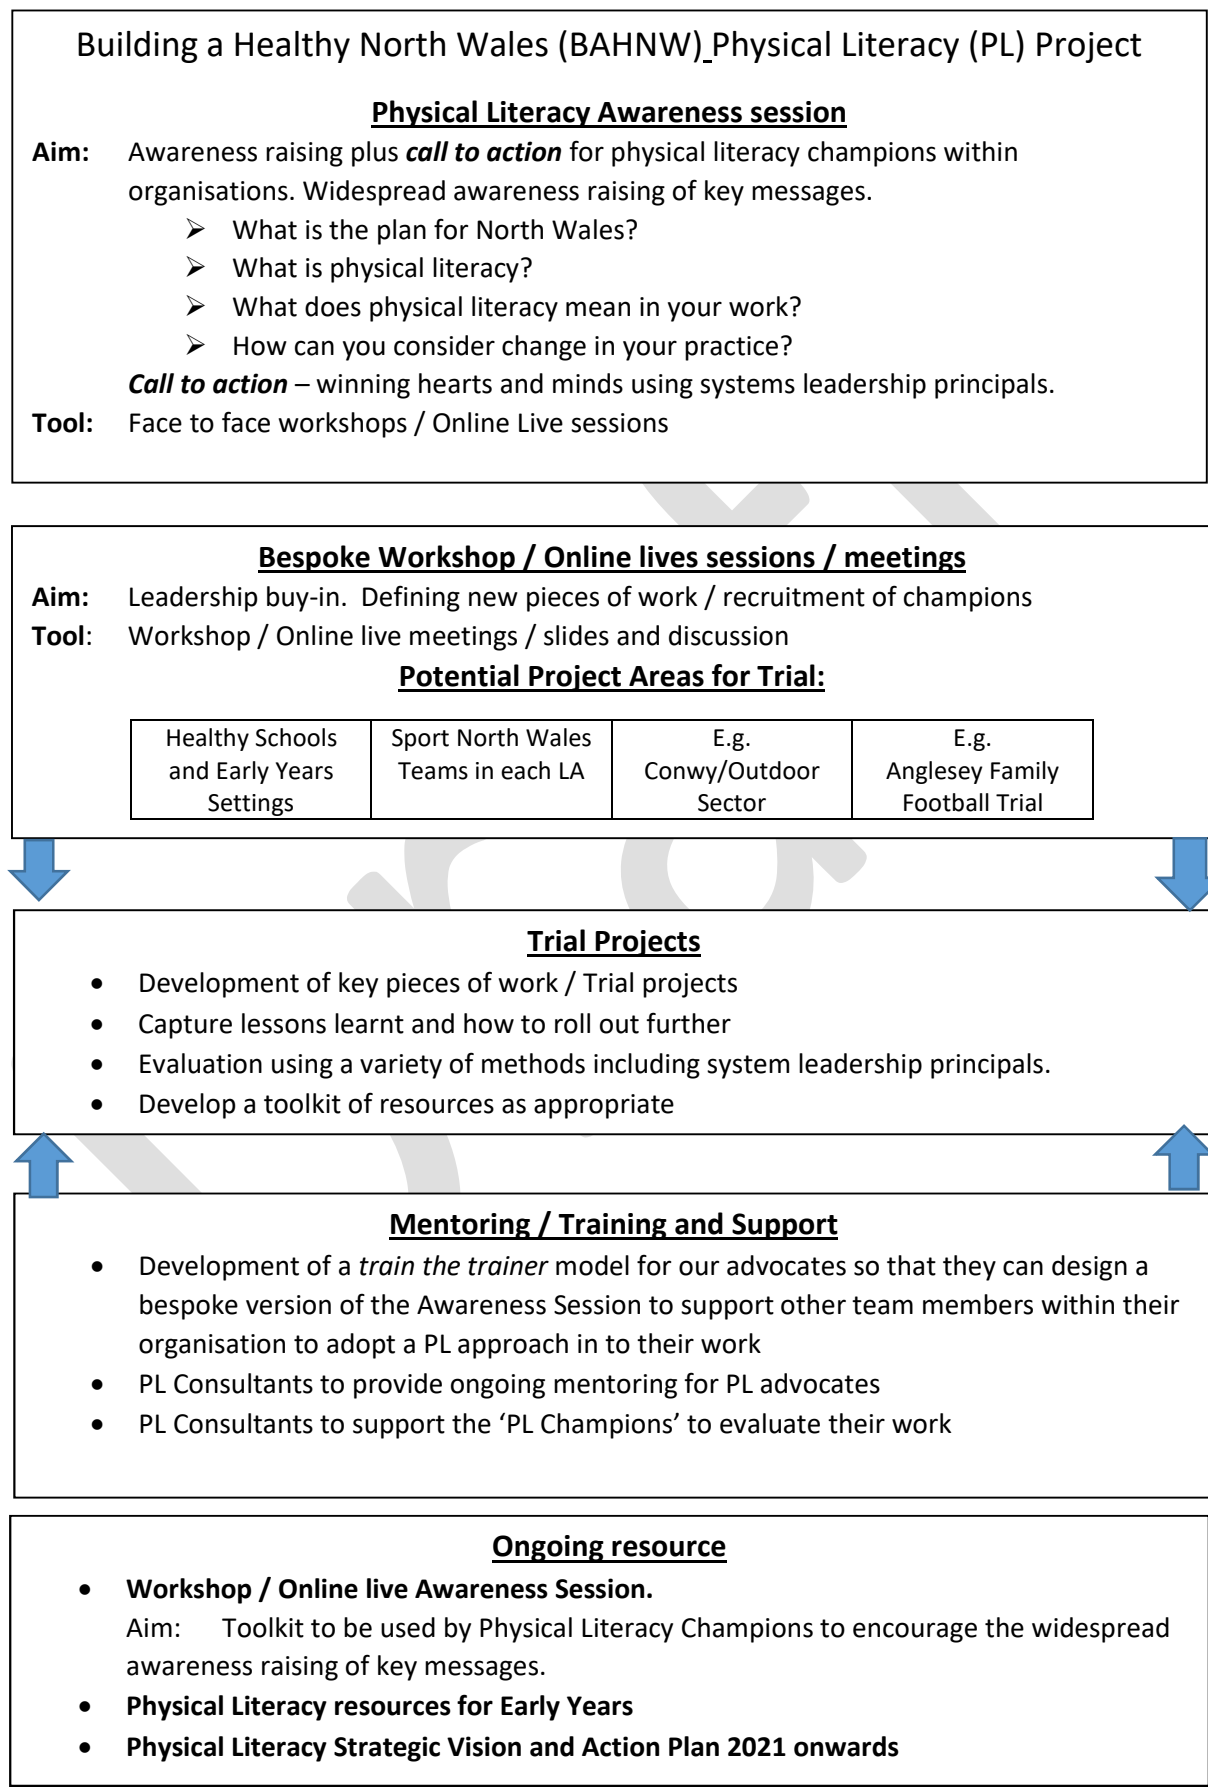 Building a Healthy North Wales (BAHNW) Physical Literacy (PL) Project
Physical Literacy Awareness session
Aim: Awareness raising plus call to action for physical literacy champions within
organisations. Widespread awareness raising of key messages.
➢ What is the plan for North Wales?
➢ What is physical literacy?
➢ What does physical literacy mean in your work?
➢ How can you consider change in your practice?
Call to action – winning hearts and minds using systems leadership principals.
Tool: Face to face workshops / Online Live sessions
Bespoke Workshop / Online lives sessions / meetings
Aim: Leadership buy-in. Defining new pieces of work / recruitment of champions
Tool: Workshop / Online live meetings / slides and discussion
Potential Project Areas for Trial:
Healthy Schools
and Early Years
Settings
Sport North Wales
Teams in each LA
E.g.
Conwy/Outdoor
Sector
E.g.
Anglesey Family
Football Trial
Trial Projects
• Development of key pieces of work / Trial projects
• Capture lessons learnt and how to roll out further
• Evaluation using a variety of methods including system leadership principals.
• Develop a toolkit of resources as appropriate
Mentoring / Training and Support
• Development of a train the trainer model for our advocates so that they can design a
bespoke version of the Awareness Session to support other team members within their
organisation to adopt a PL approach in to their work
• PL Consultants to provide ongoing mentoring for PL advocates
• PL Consultants to support the ‘PL Champions’ to evaluate their work
Ongoing resource
• Workshop / Online live Awareness Session.
Aim: Toolkit to be used by Physical Literacy Champions to encourage the widespread
awareness raising of key messages.
• Physical Literacy resources for Early Years
• Physical Literacy Strategic Vision and Action Plan 2021 onwards